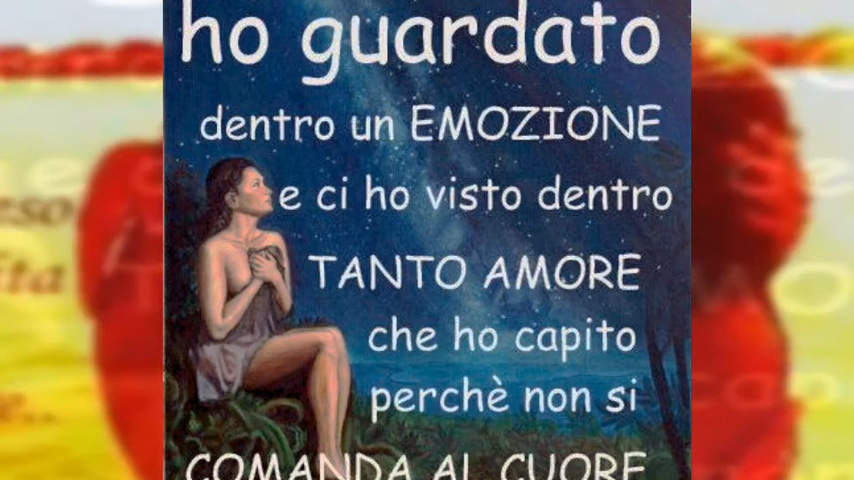 ho guardato
dentro un EMOZIONE
e ci ho visto dentro
TANTO AMORE
che ho capito
perchè non si
COMANDA AL CUORE